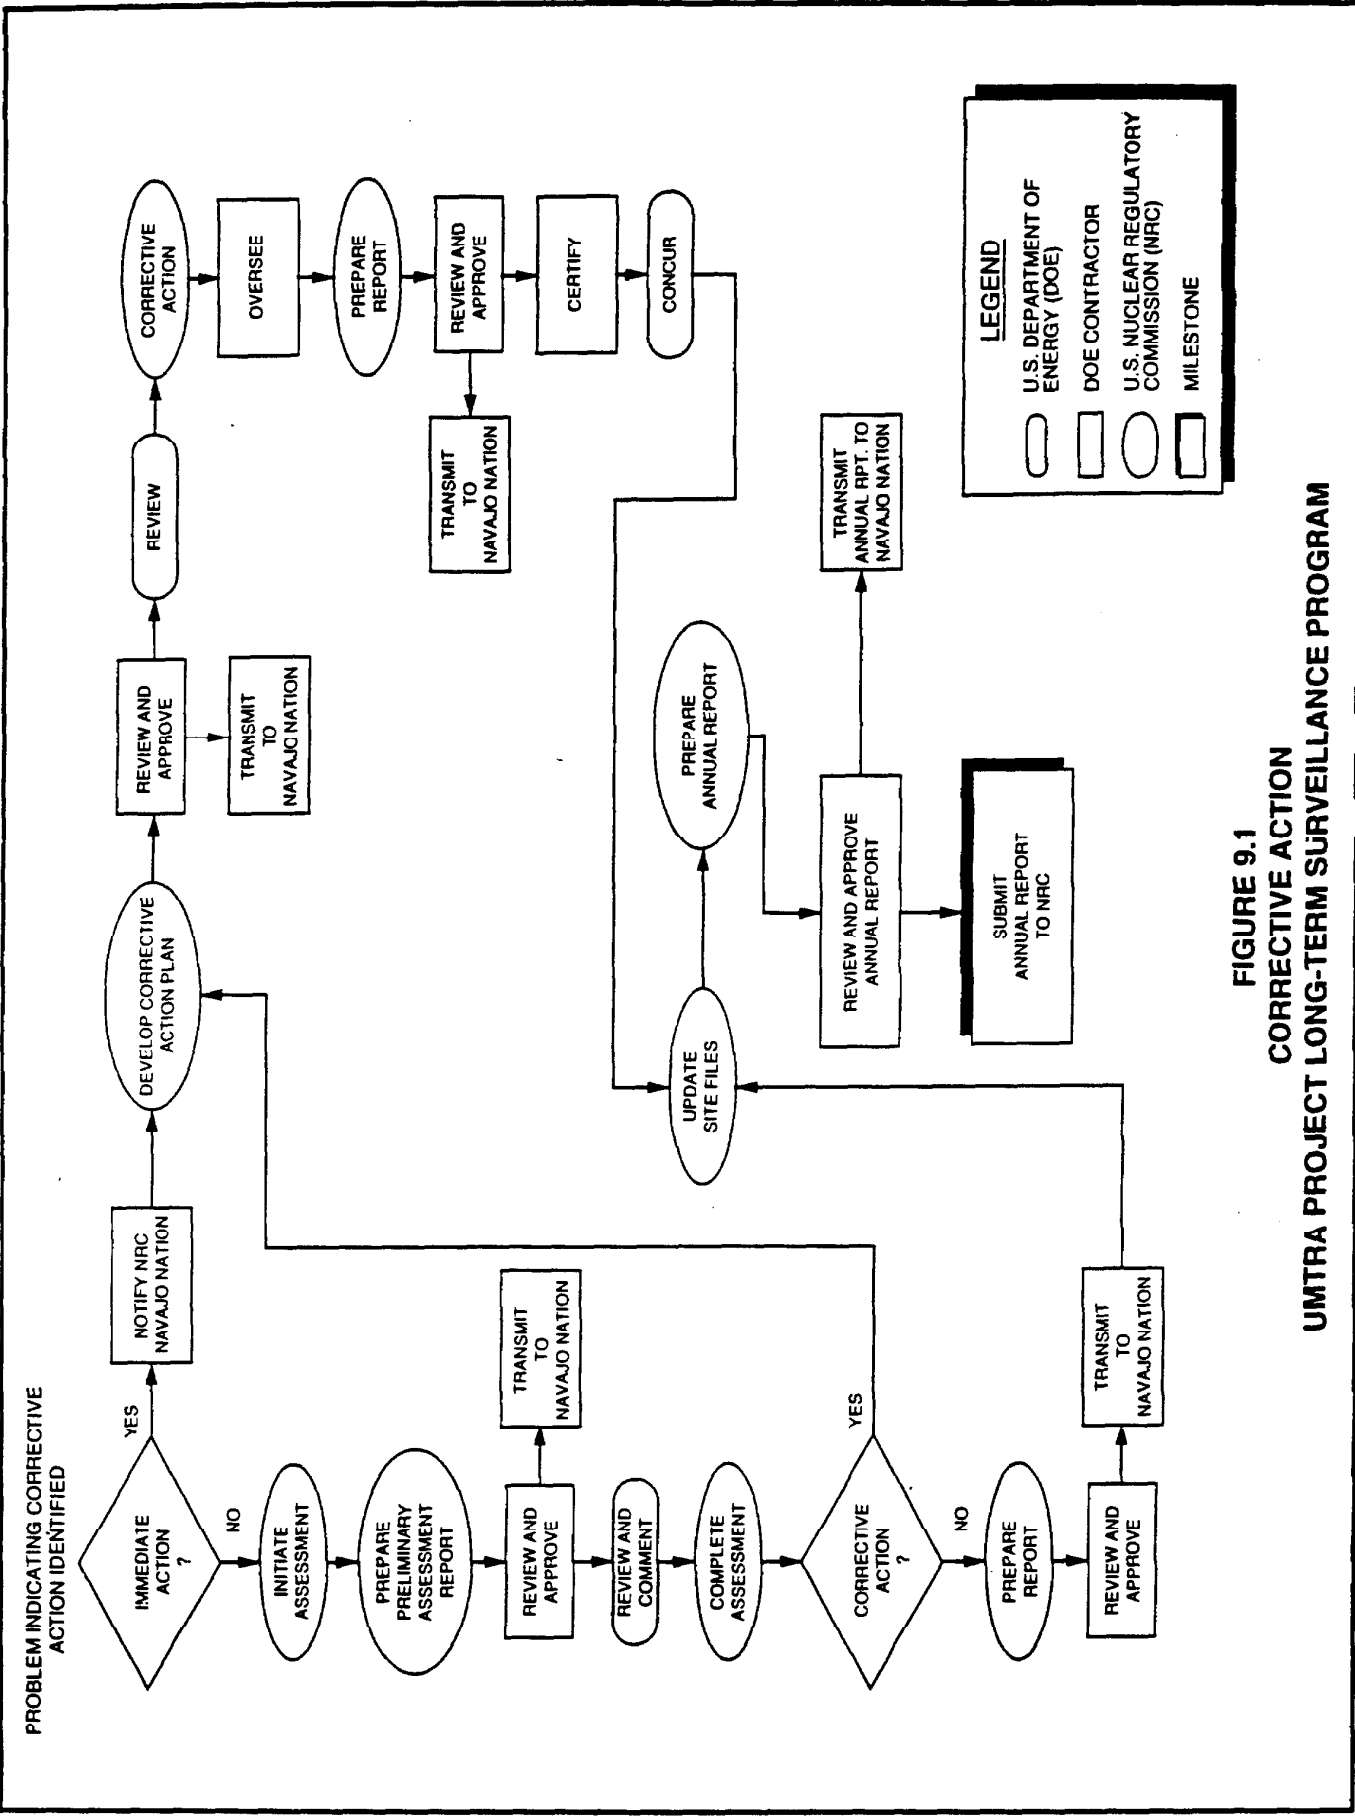 PROBLEM INDICATING CORRECTIVE
ACTION IDENTIFIED
IMMEDIATE
ACTION
?
YES
NO
NOTIFY NRC
NAVAJO NATION
DEVELOP CORRECTIVE
ACTION PLAN
REVIEW AND
APPROVE
TRANSMIT
TO
NAVAJO NATION
REVIEW
CORRECTIVE
ACTION
OVERSEE
PREPARE
REPORT
REVIEW AND
APPROVE
TRANSMIT
TO
NAVAJO NATION
CERTIFY
CONCUR
INITIATE
ASSESSMENT
PREPARE
PRELIMINARY
ASSESSMENT
REPORT
REVIEW AND
APPROVE
TRANSMIT
TO
NAVAJO NATION
REVIEW AND
COMMENT
COMPLETE
ASSESSMENT
CORRECTIVE
ACTION
?
YES
NO
PREPARE
REPORT
REVIEW AND
APPROVE
TRANSMIT
TO
NAVAJO NATION
UPDATE
SITE FILES
PREPARE
ANNUAL REPORT
REVIEW AND APPROVE
ANNUAL REPORT
TRANSMIT
ANNUAL RPT. TO
NAVAJO NATION
SUBMIT
ANNUAL REPORT
TO NRC
LEGEND
U.S. DEPARTMENT OF
ENERGY (DOE)
DOE CONTRACTOR
U.S. NUCLEAR REGULATORY
COMMISSION (NRC)
MILESTONE
FIGURE 9.1
CORRECTIVE ACTION
UMTRA PROJECT LONG-TERM SURVEILLANCE PROGRAM